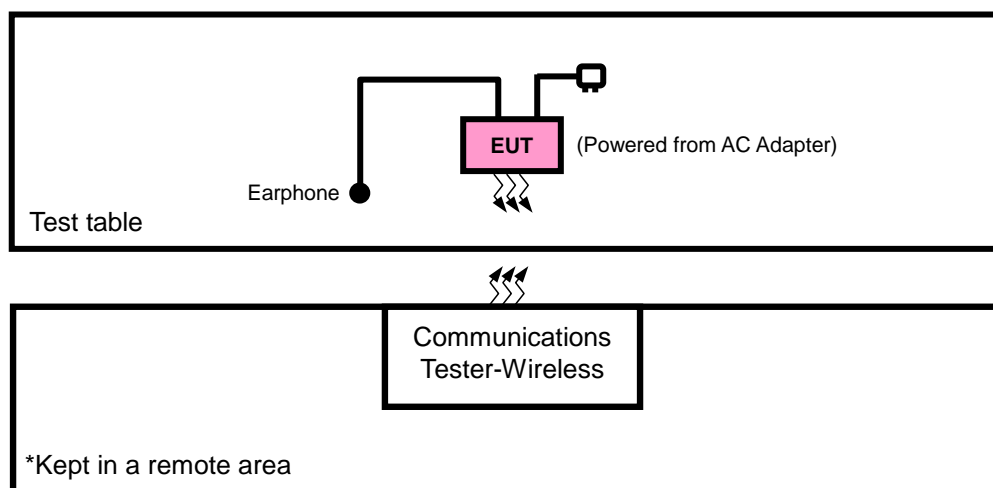 EUT
(Powered from AC Adapter)
Earphone
Test table
Communications
Tester-Wireless
*Kept in a remote area